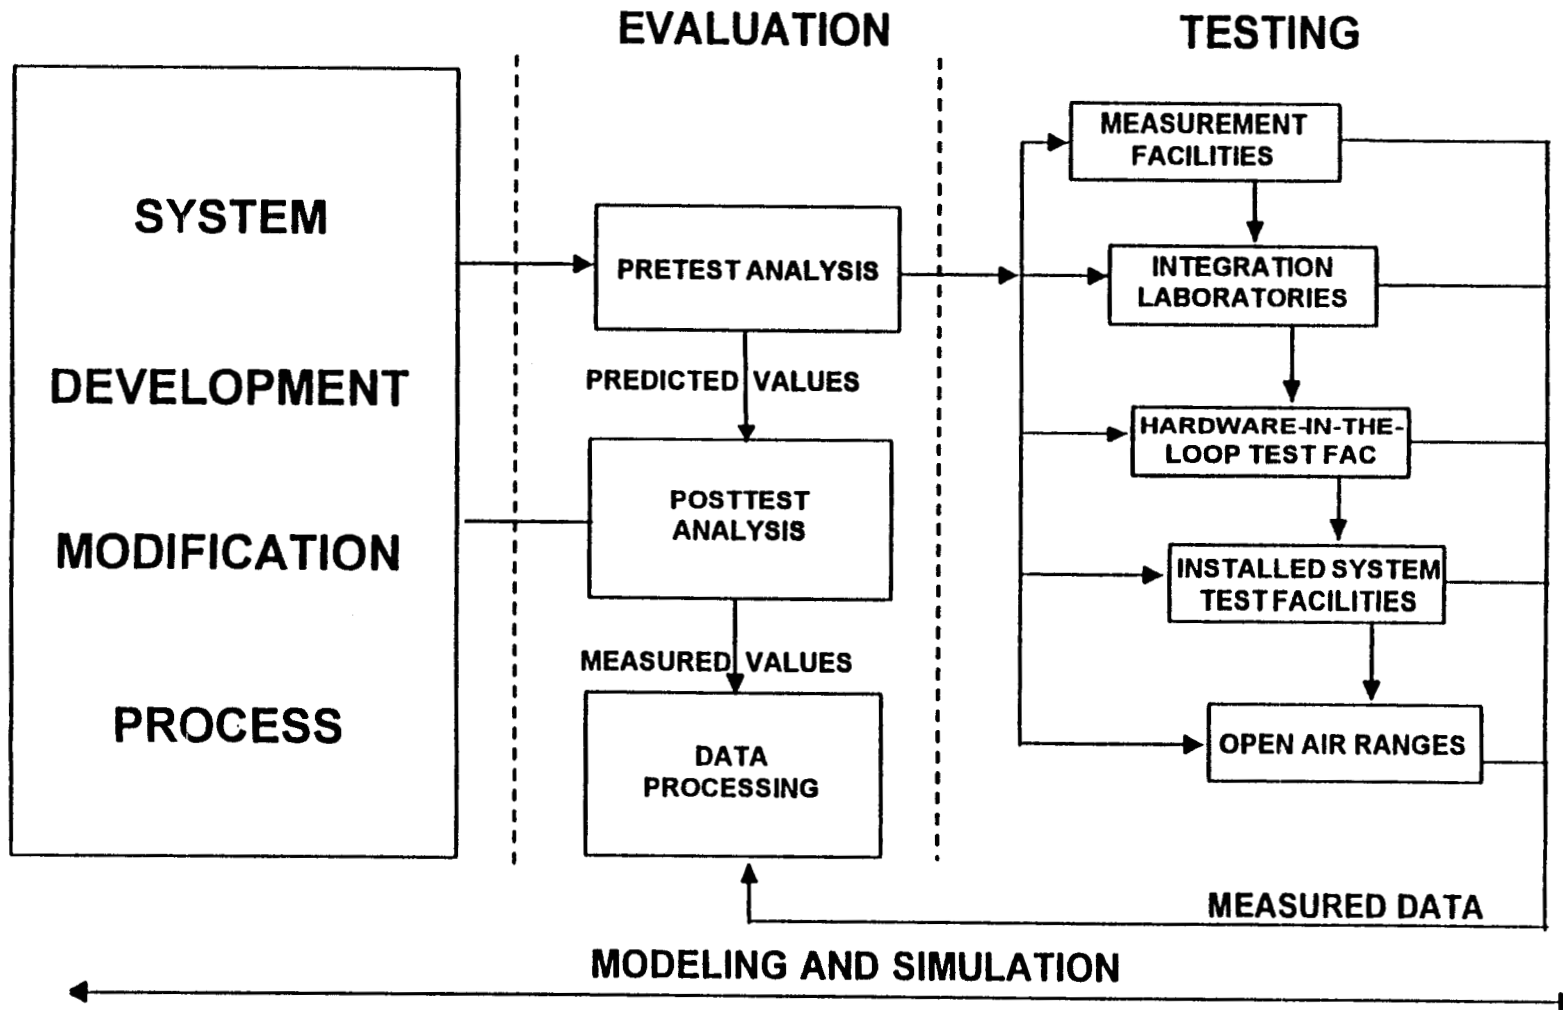 EVALUATION
TESTING
SYSTEM
DEVELOPMENT
MODIFICATION
PROCESS
PRETEST ANALYSIS
PREDICTED VALUES
POSTTEST
ANALYSIS
MEASURED VALUES
DATA
PROCESSING
MEASUREMENT
FACILITIES
INTEGRATION
LABORATORIES
HARDWARE-IN-THE-
LOOP TEST FAC
INSTALLED SYSTEM
TEST FACILITIES
OPEN AIR RANGES
MEASURED DATA
MODELING AND SIMULATION